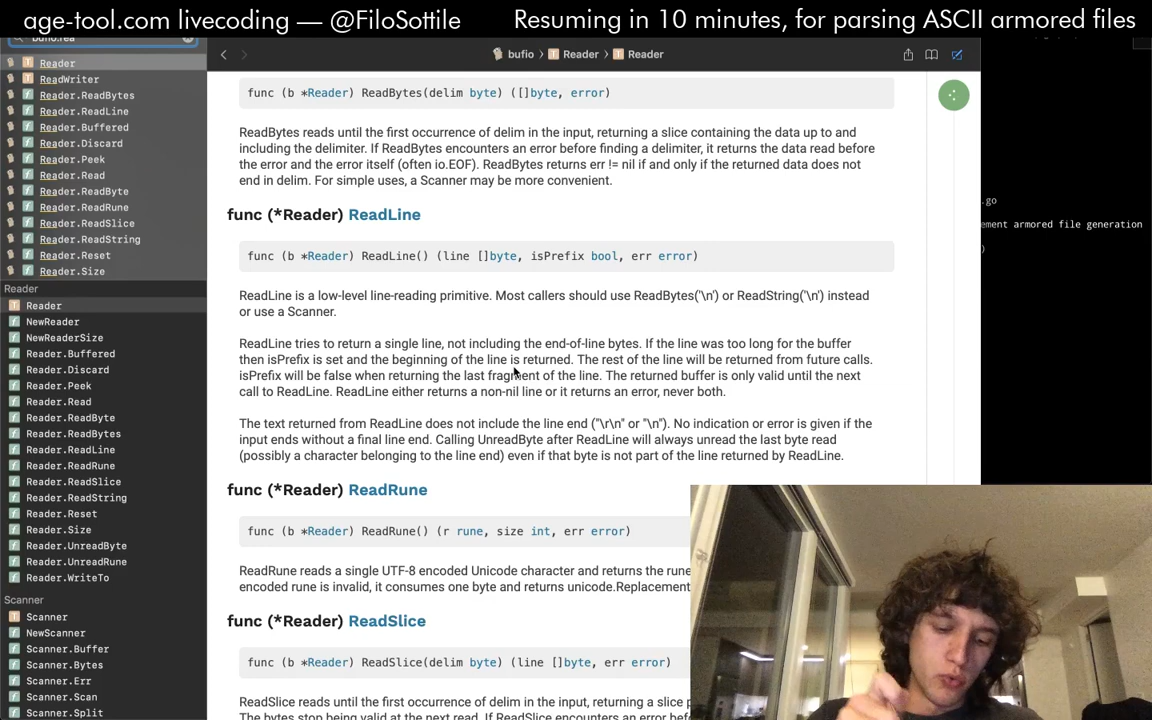 age-tool.com livecoding — @FiloSottile
Resuming in 10 minutes, for parsing ASCII armored files
bufio.rea
Reader
ReadWriter
Reader.ReadBytes
Reader.ReadLine
Reader.Buffered
Reader.Discard
Reader.Peek
Reader.Read
Reader.ReadByte
Reader.ReadRune
Reader.ReadSlice
Reader.ReadString
Reader.Reset
Reader.Size
Reader
Reader
NewReader
NewReaderSize
Reader.Buffered
Reader.Discard
Reader.Peek
Reader.Read
Reader.ReadByte
Reader.ReadBytes
Reader.ReadLine
Reader.ReadRune
Reader.ReadSlice
Reader.ReadString
Reader.Reset
Reader.Size
Reader.UnreadByte
Reader.UnreadRune
Reader.WriteTo
Scanner
Scanner
NewScanner
Scanner.Buffer
Scanner.Bytes
Scanner.Err
Scanner.Scan
Scanner.Split
bufio > Reader > Reader
func (b *Reader) ReadBytes(delim byte) ([]byte, error)
ReadBytes reads until the first occurrence of delim in the input, returning a slice containing the data up to and
including the delimiter. If ReadBytes encounters an error before finding a delimiter, it returns the data read before
the error and the error itself (often io.EOF). ReadBytes returns err != nil if and only if the returned data does not
end in delim. For simple uses, a Scanner may be more convenient.
func (*Reader) ReadLine
func (b *Reader) ReadLine() (line []byte, isPrefix bool, err error)
ReadLine is a low-level line-reading primitive. Most callers should use ReadBytes('\n') or ReadString('\n') instead
or use a Scanner.
ReadLine tries to return a single line, not including the end-of-line bytes. If the line was too long for the buffer
then isPrefix is set and the beginning of the line is returned. The rest of the line will be returned from future calls.
isPrefix will be false when returning the last fragment of the line. The returned buffer is only valid until the next
call to ReadLine. ReadLine either returns a non-nil line or it returns an error, never both.
The text returned from ReadLine does not include the line end ("\r\n" or "\n"). No indication or error is given if the
input ends without a final line end. Calling UnreadByte after ReadLine will always unread the last byte read
(possibly a character belonging to the line end) even if that byte is not part of the line returned by ReadLine.
func (*Reader) ReadRune
func (b *Reader) ReadRune() (r rune, size int, err error)
ReadRune reads a single UTF-8 encoded Unicode character and returns the rune
encoded rune is invalid, it consumes one byte and returns unicode.Replacement
func (*Reader) ReadSlice
func (b *Reader) ReadSlice(delim byte) (line []byte, err error)
ReadSlice reads until the first occurrence of delim in the input, returning a slice
The bytes stop being valid at the next read. If ReadSlice encounters an error
.go
ement armored file generation
)